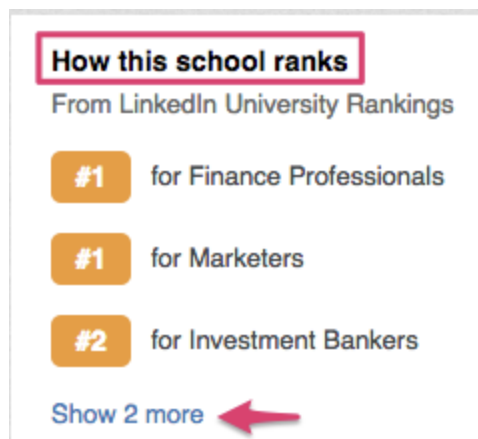 How this school ranks
From LinkedIn University Rankings
#1 for Finance Professionals
#1 for Marketers
#2 for Investment Bankers
Show 2 more